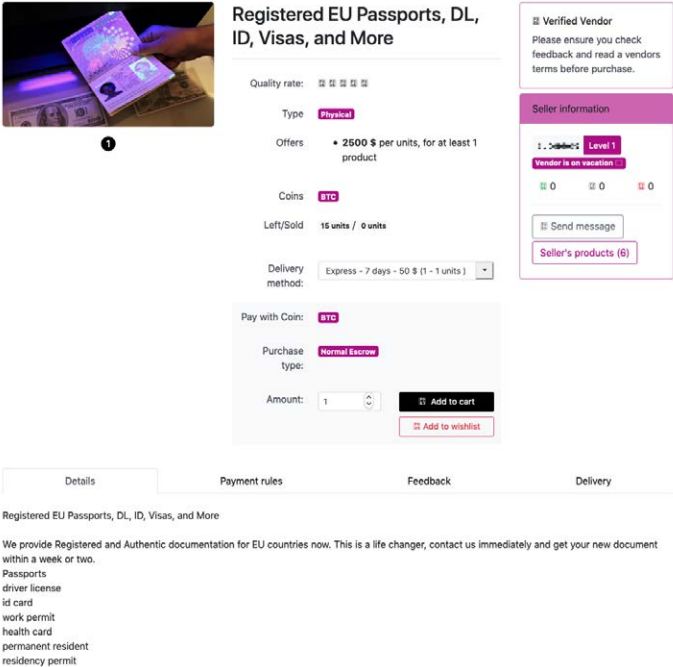 Registered EU Passports, DL,
ID, Visas, and More
Quality rate:
Type Physical
Offers • 2500 $ per units, for at least 1
product
Coins BTC
Left/Sold 15 units / 0 units
Delivery
method:
Express - 7 days - 50 $ (1 - 1 units )
Pay with Coin: BTC
Purchase
type:
Normal Escrow
Amount: 1
Add to cart
Add to wishlist
Verified Vendor
Please ensure you check
feedback and read a vendors
terms before purchase.
Seller information
Level 1
Vendor is on vacation
0 0 0
Send message
Seller's products (6)
1
Details Payment rules Feedback Delivery
Registered EU Passports, DL, ID, Visas, and More
We provide Registered and Authentic documentation for EU countries now. This is a life changer, contact us immediately and get your new document
within a week or two.
Passports
driver license
id card
work permit
health card
permanent resident
residency permit